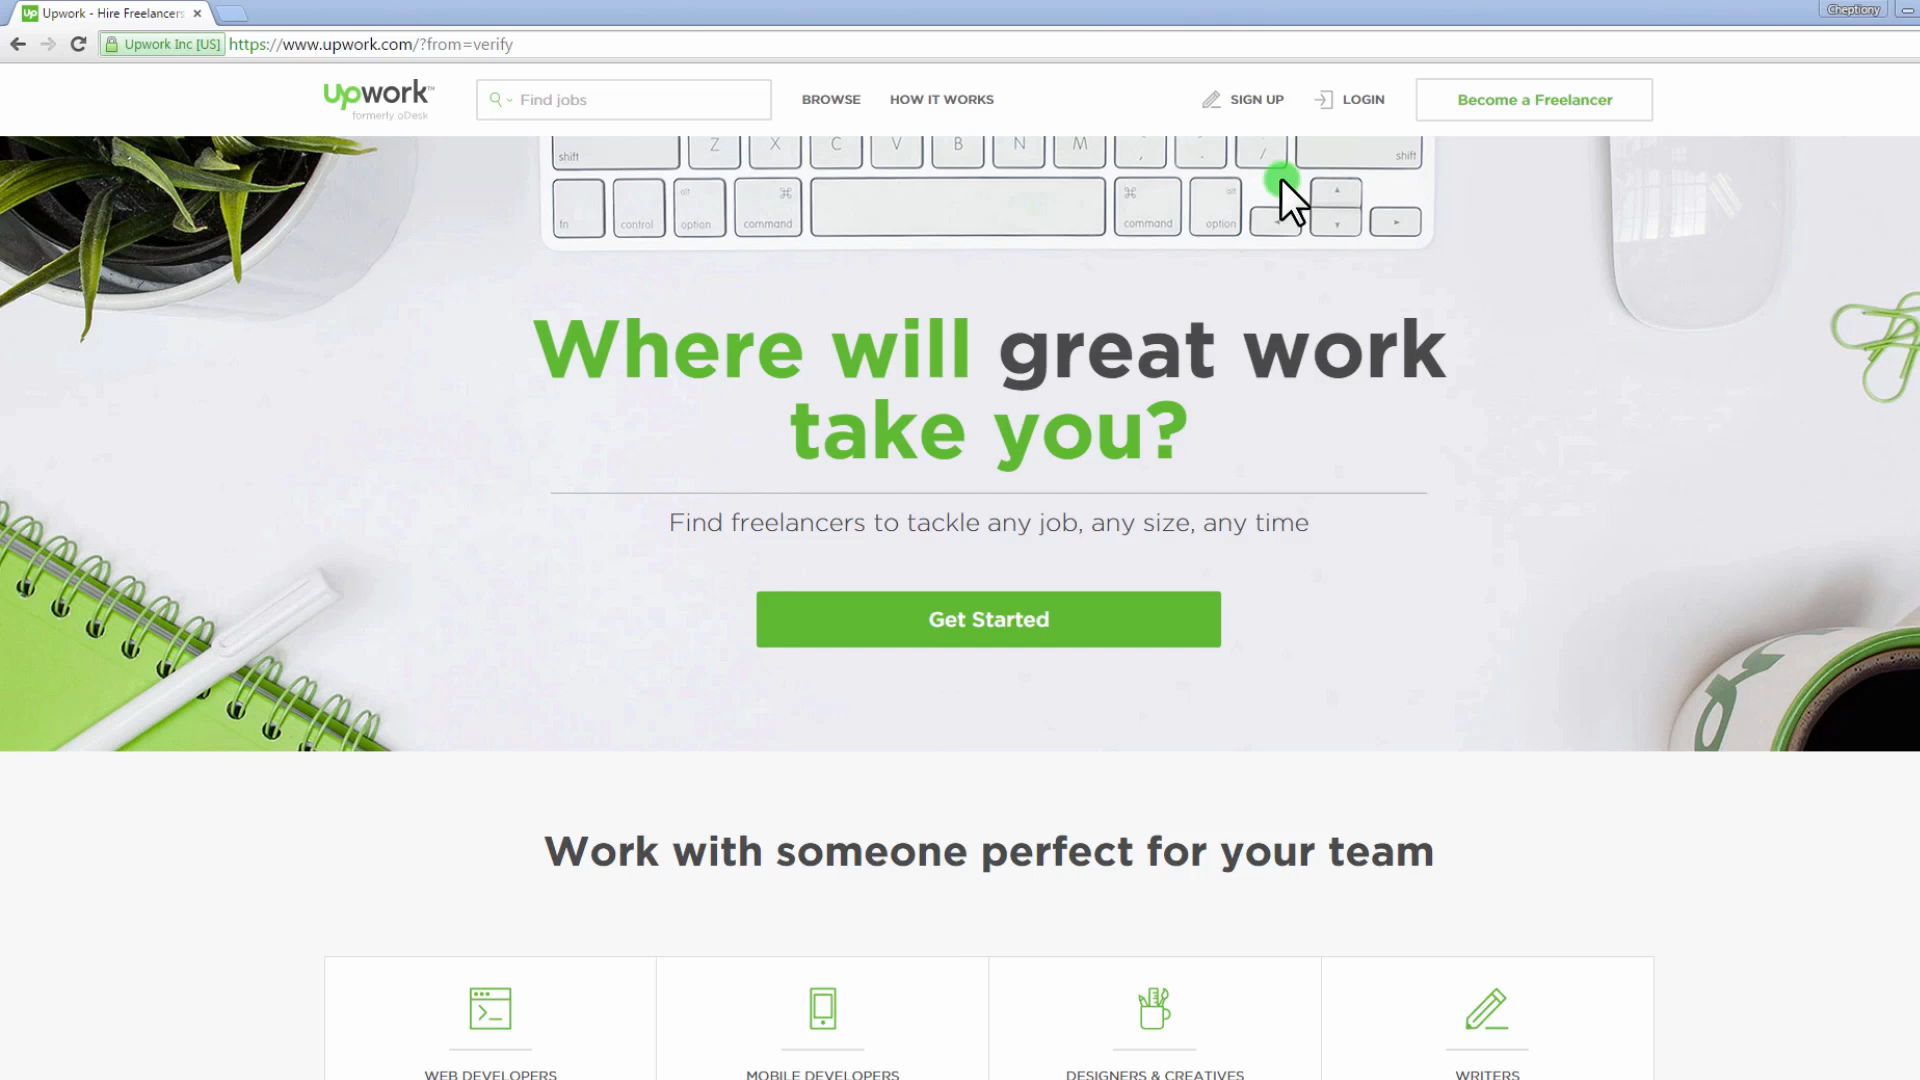 Upwork - Hire Freelancers
Cheptiony
Upwork Inc [US] https://www.upwork.com/?from=verify
upwork
formerly oDesk
Find jobs
BROWSE
HOW IT WORKS
SIGN UP
LOGIN
Become a Freelancer
shift Z X C V B N M , . / shift
fn control alt option command command alt option
Where will great work
take you?
Find freelancers to tackle any job, any size, any time
Get Started
Work with someone perfect for your team
WEB DEVELOPERS
MOBILE DEVELOPERS
DESIGNERS & CREATIVES
WRITERS